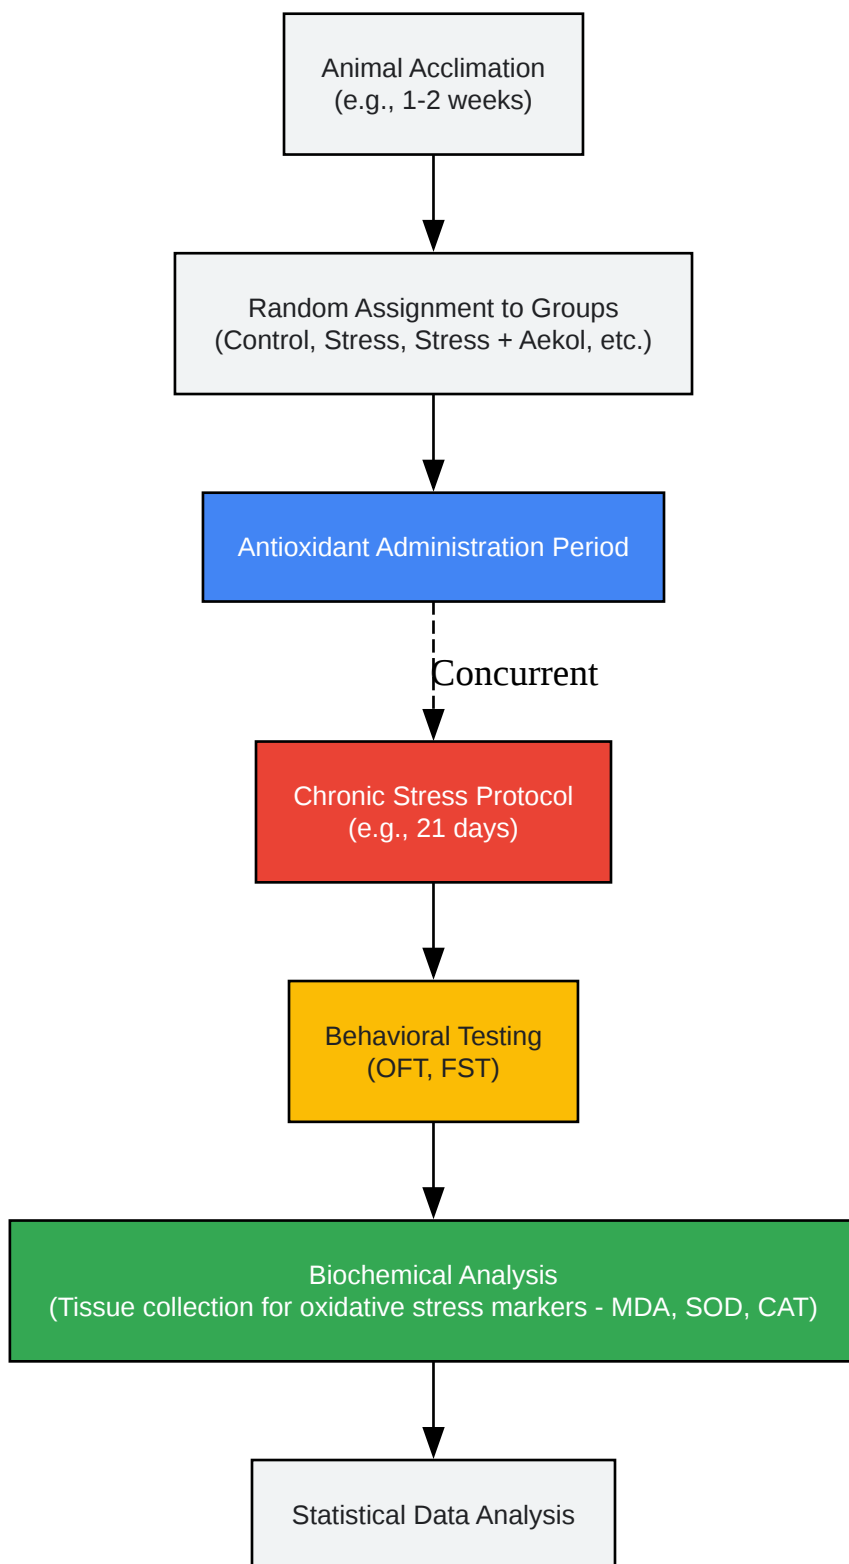 Animal Acclimation
(e.g., 1-2 weeks)
Random Assignment to Groups
(Control, Stress, Stress + Aekol, etc.)
Antioxidant Administration Period
Concurrent
Chronic Stress Protocol
(e.g., 21 days)
Behavioral Testing
(OFT, FST)
Biochemical Analysis
(Tissue collection for oxidative stress markers - MDA, SOD, CAT)
Statistical Data Analysis